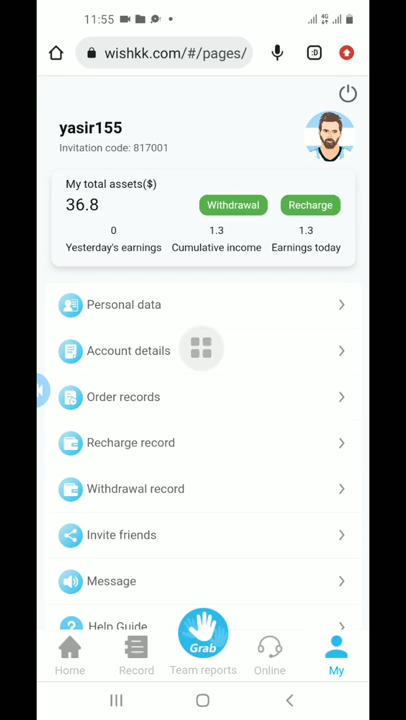 11:55
4G
wishkk.com/#/pages/
:D
yasir155
Invitation code: 817001
My total assets($)
36.8
Withdrawal
Recharge
0
1.3
1.3
Yesterday's earnings
Cumulative income
Earnings today
Personal data
Account details
Order records
Recharge record
Withdrawal record
Invite friends
Message
Help Guide
Grab
Home
Record
Team reports
Online
My